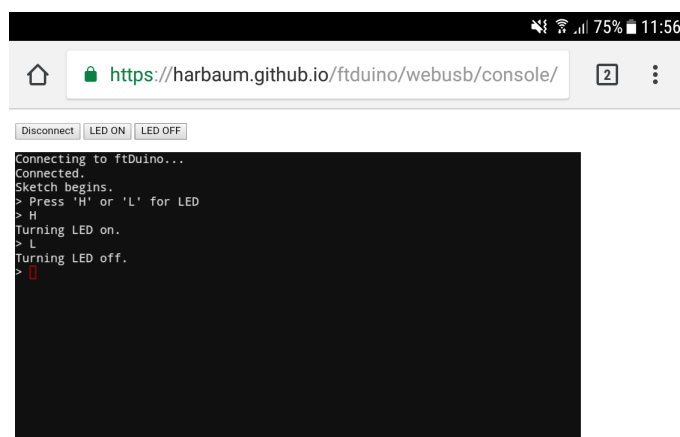 75% 11:56
https://harbaum.github.io/ftduino/webusb/console/ 2
Disconnect LED ON LED OFF
Connecting to ftDuino...
Connected.
Sketch begins.
> Press 'H' or 'L' for LED
> H
Turning LED on.
> L
Turning LED off.
>